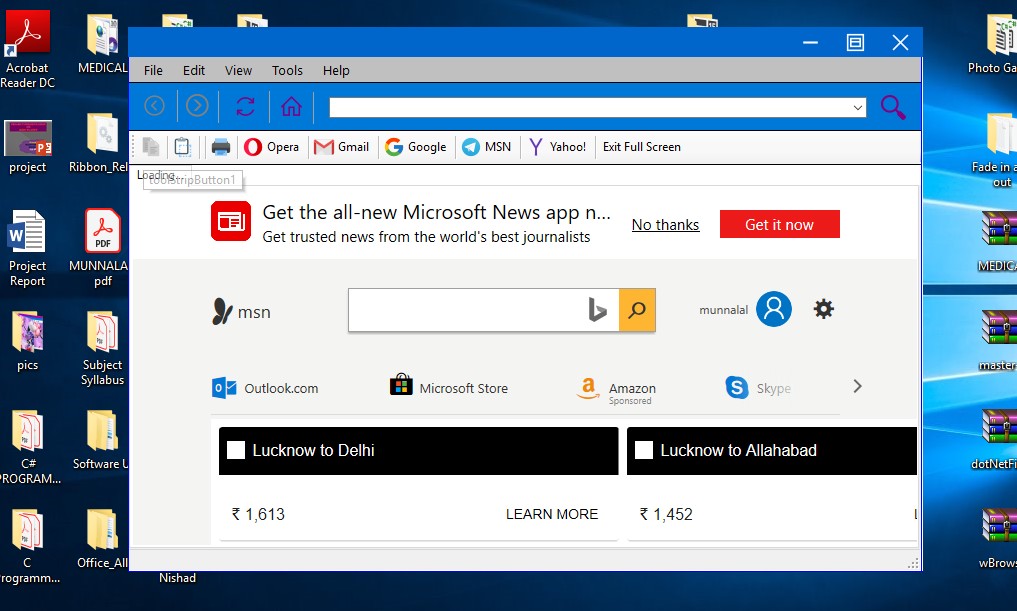 File Edit View Tools Help
Opera Gmail Google MSN Yahoo! Exit Full Screen
Loading...
toolStripButton1
Get the all-new Microsoft News app n...
Get trusted news from the world's best journalists
No thanks
Get it now
msn
munnalal
Outlook.com
Microsoft Store
Amazon
Sponsored
Skype
Lucknow to Delhi
₹ 1,613
LEARN MORE
Lucknow to Allahabad
₹ 1,452
Acrobat
Reader DC
MEDICAL
project
Ribbon_Rel
Project
Report
MUNNALA
pdf
PDF
pics
Subject
Syllabus
C#
PROGRAM...
Software U
C
Programm...
Office_All
Nishad
Photo Ga
Fade in a
out
MEDICA
master
dotNetFi
wBrows